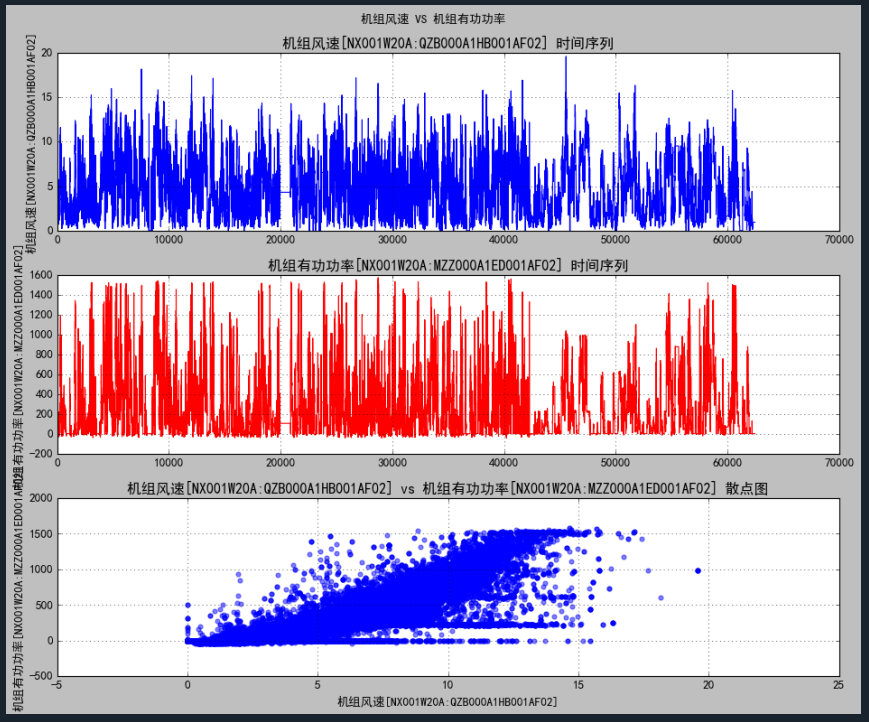 机组风速 VS 机组有功功率
机组风速[NX001W20A:QZB000A1HB001AF02] 时间序列
机组风速[NX001W20A:QZB000A1HB001AF02]
20
15
10
5
0
0 10000 20000 30000 40000 50000 60000 70000
机组有功功率[NX001W20A:MZZ000A1ED001AF02] 时间序列
机组有功功率[NX001W20A:MZZ000A1ED001AF02]
1600
1400
1200
1000
800
600
400
200
0
-200
0 10000 20000 30000 40000 50000 60000 70000
机组风速[NX001W20A:QZB000A1HB001AF02] vs 机组有功功率[NX001W20A:MZZ000A1ED001AF02] 散点图
机组有功功率[NX001W20A:MZZ000A1ED001AF02]
2000
1500
1000
500
0
-500
-5 0 5 10 15 20 25
机组风速[NX001W20A:QZB000A1HB001AF02]